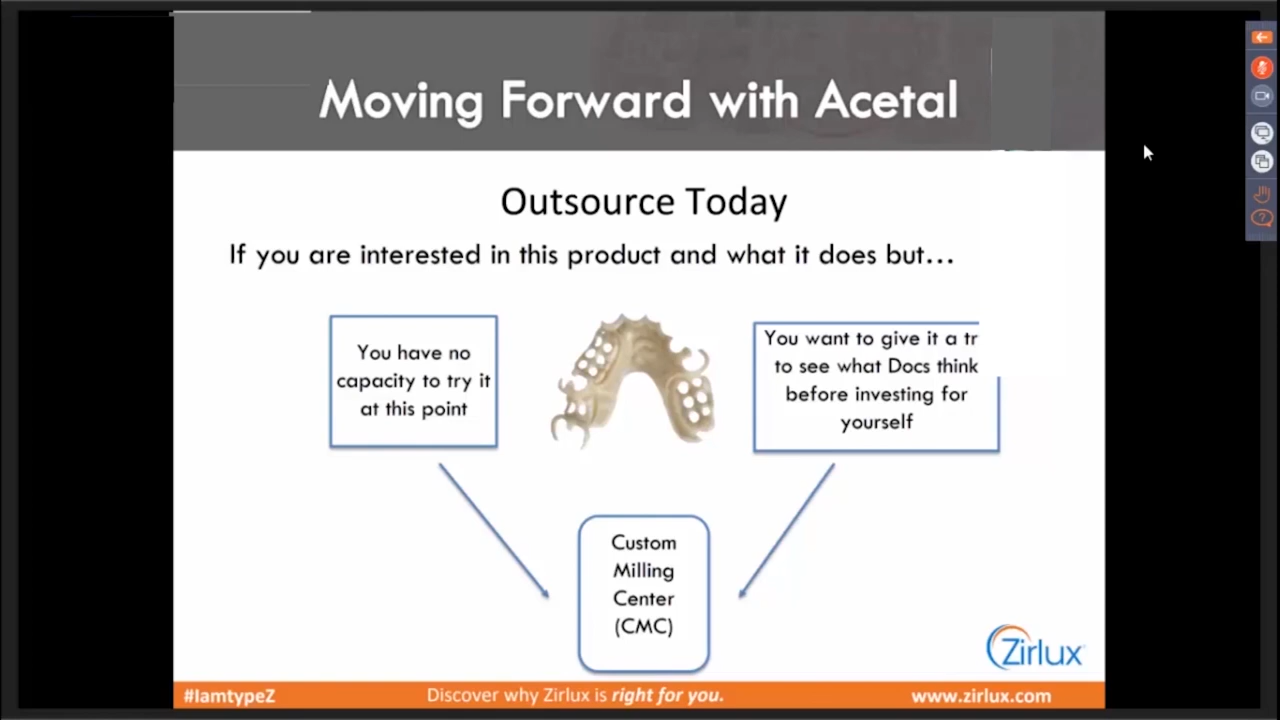 Moving Forward with Acetal
Outsource Today
If you are interested in this product and what it does but...
You have no
capacity to try it
at this point
You want to give it a tr
to see what Docs think
before investing for
yourself
Custom
Milling
Center
(CMC)
Zirlux
#IamtypeZ
Discover why Zirlux is right for you.
www.zirlux.com